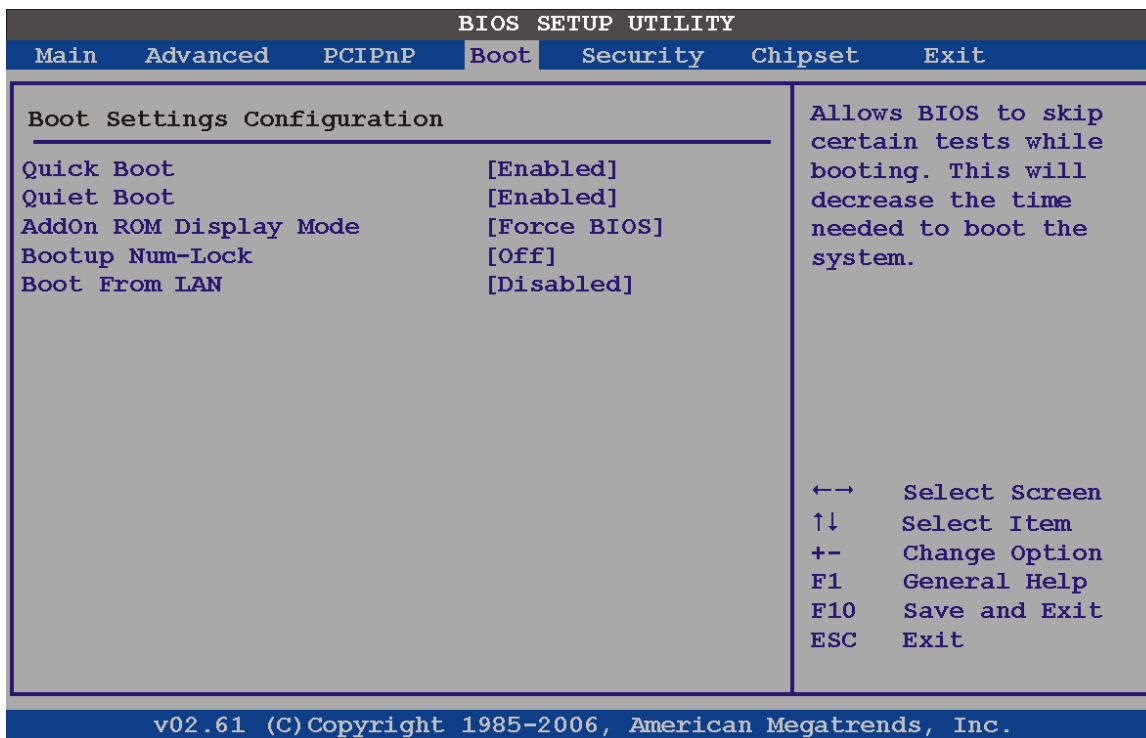 BIOS SETUP UTILITY
Main Advanced PCIPnP Boot Security Chipset Exit
Boot Settings Configuration
Quick Boot [Enabled]
Quiet Boot [Enabled]
AddOn ROM Display Mode [Force BIOS]
Bootup Num-Lock [Off]
Boot From LAN [Disabled]
Allows BIOS to skip
certain tests while
booting. This will
decrease the time
needed to boot the
system.
←→ Select Screen
↑↓ Select Item
+- Change Option
F1 General Help
F10 Save and Exit
ESC Exit
v02.61 (C)Copyright 1985-2006, American Megatrends, Inc.